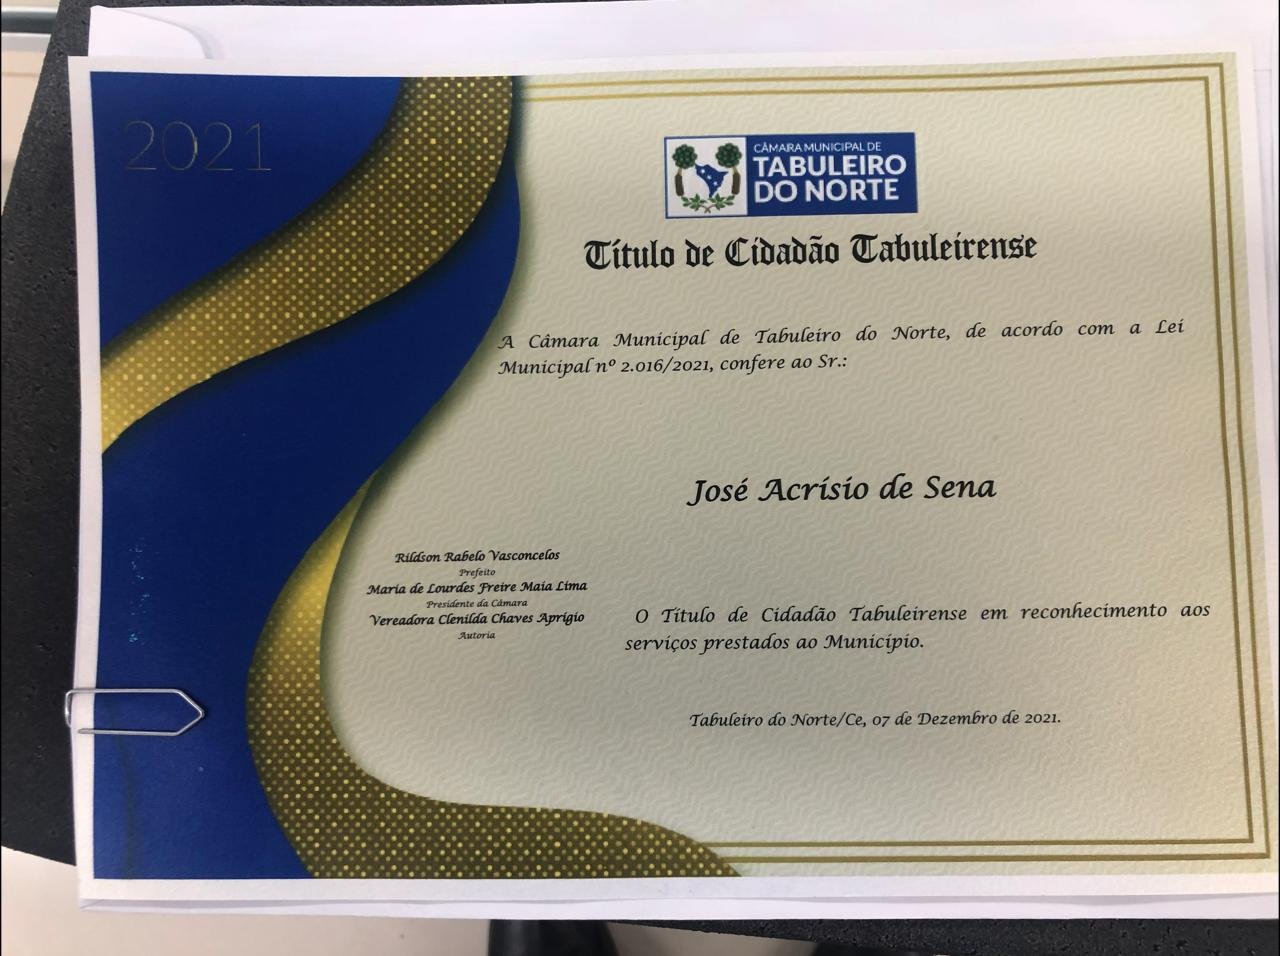 2021
CÂMARA MUNICIPAL DE
TABULEIRO
DO NORTE
Título de Cidadão Tabuleirense
A Câmara Municipal de Tabuleiro do Norte, de acordo com a Lei
Municipal nº 2.016/2021, confere ao Sr.:
José Acrísio de Sena
Rildson Rabelo Vasconcelos
Prefeito
Maria de Lourdes Freire Maia Lima
Presidente da Câmara
Vereadora Clenilda Chaves Aprígio
Autoria
O Título de Cidadão Tabuleirense em reconhecimento aos
serviços prestados ao Município.
Tabuleiro do Norte/Ce, 07 de Dezembro de 2021.